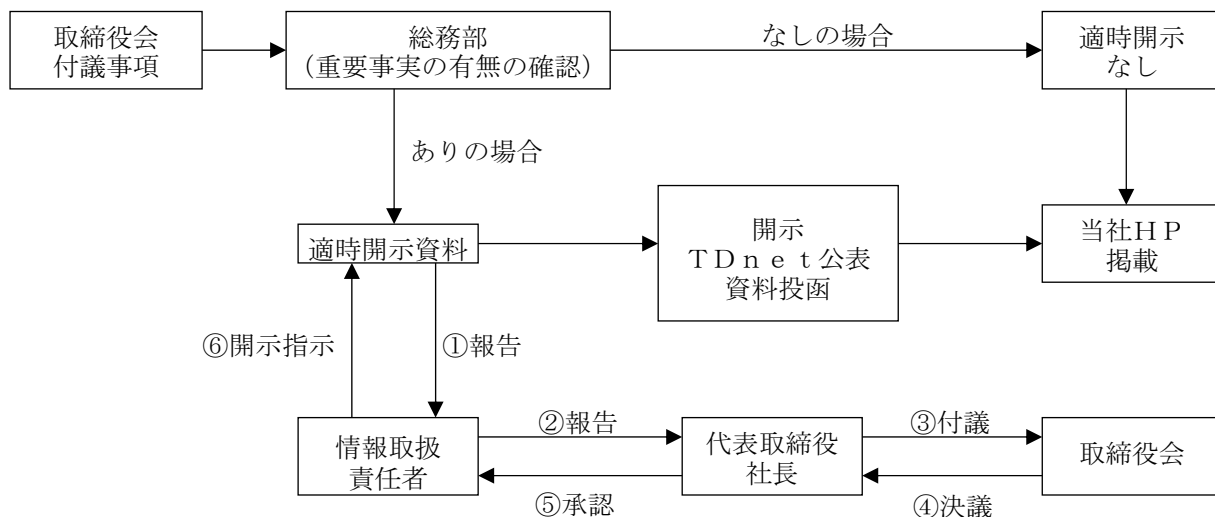 取締役会
付議事項
総務部
（重要事実の有無の確認）
なしの場合
適時開示
なし
ありの場合
適時開示資料
開示
ＴＤｎｅｔ公表
資料投函
当社ＨＰ
掲載
⑥開示指示
①報告
情報取扱
責任者
②報告
⑤承認
代表取締役
社長
③付議
④決議
取締役会